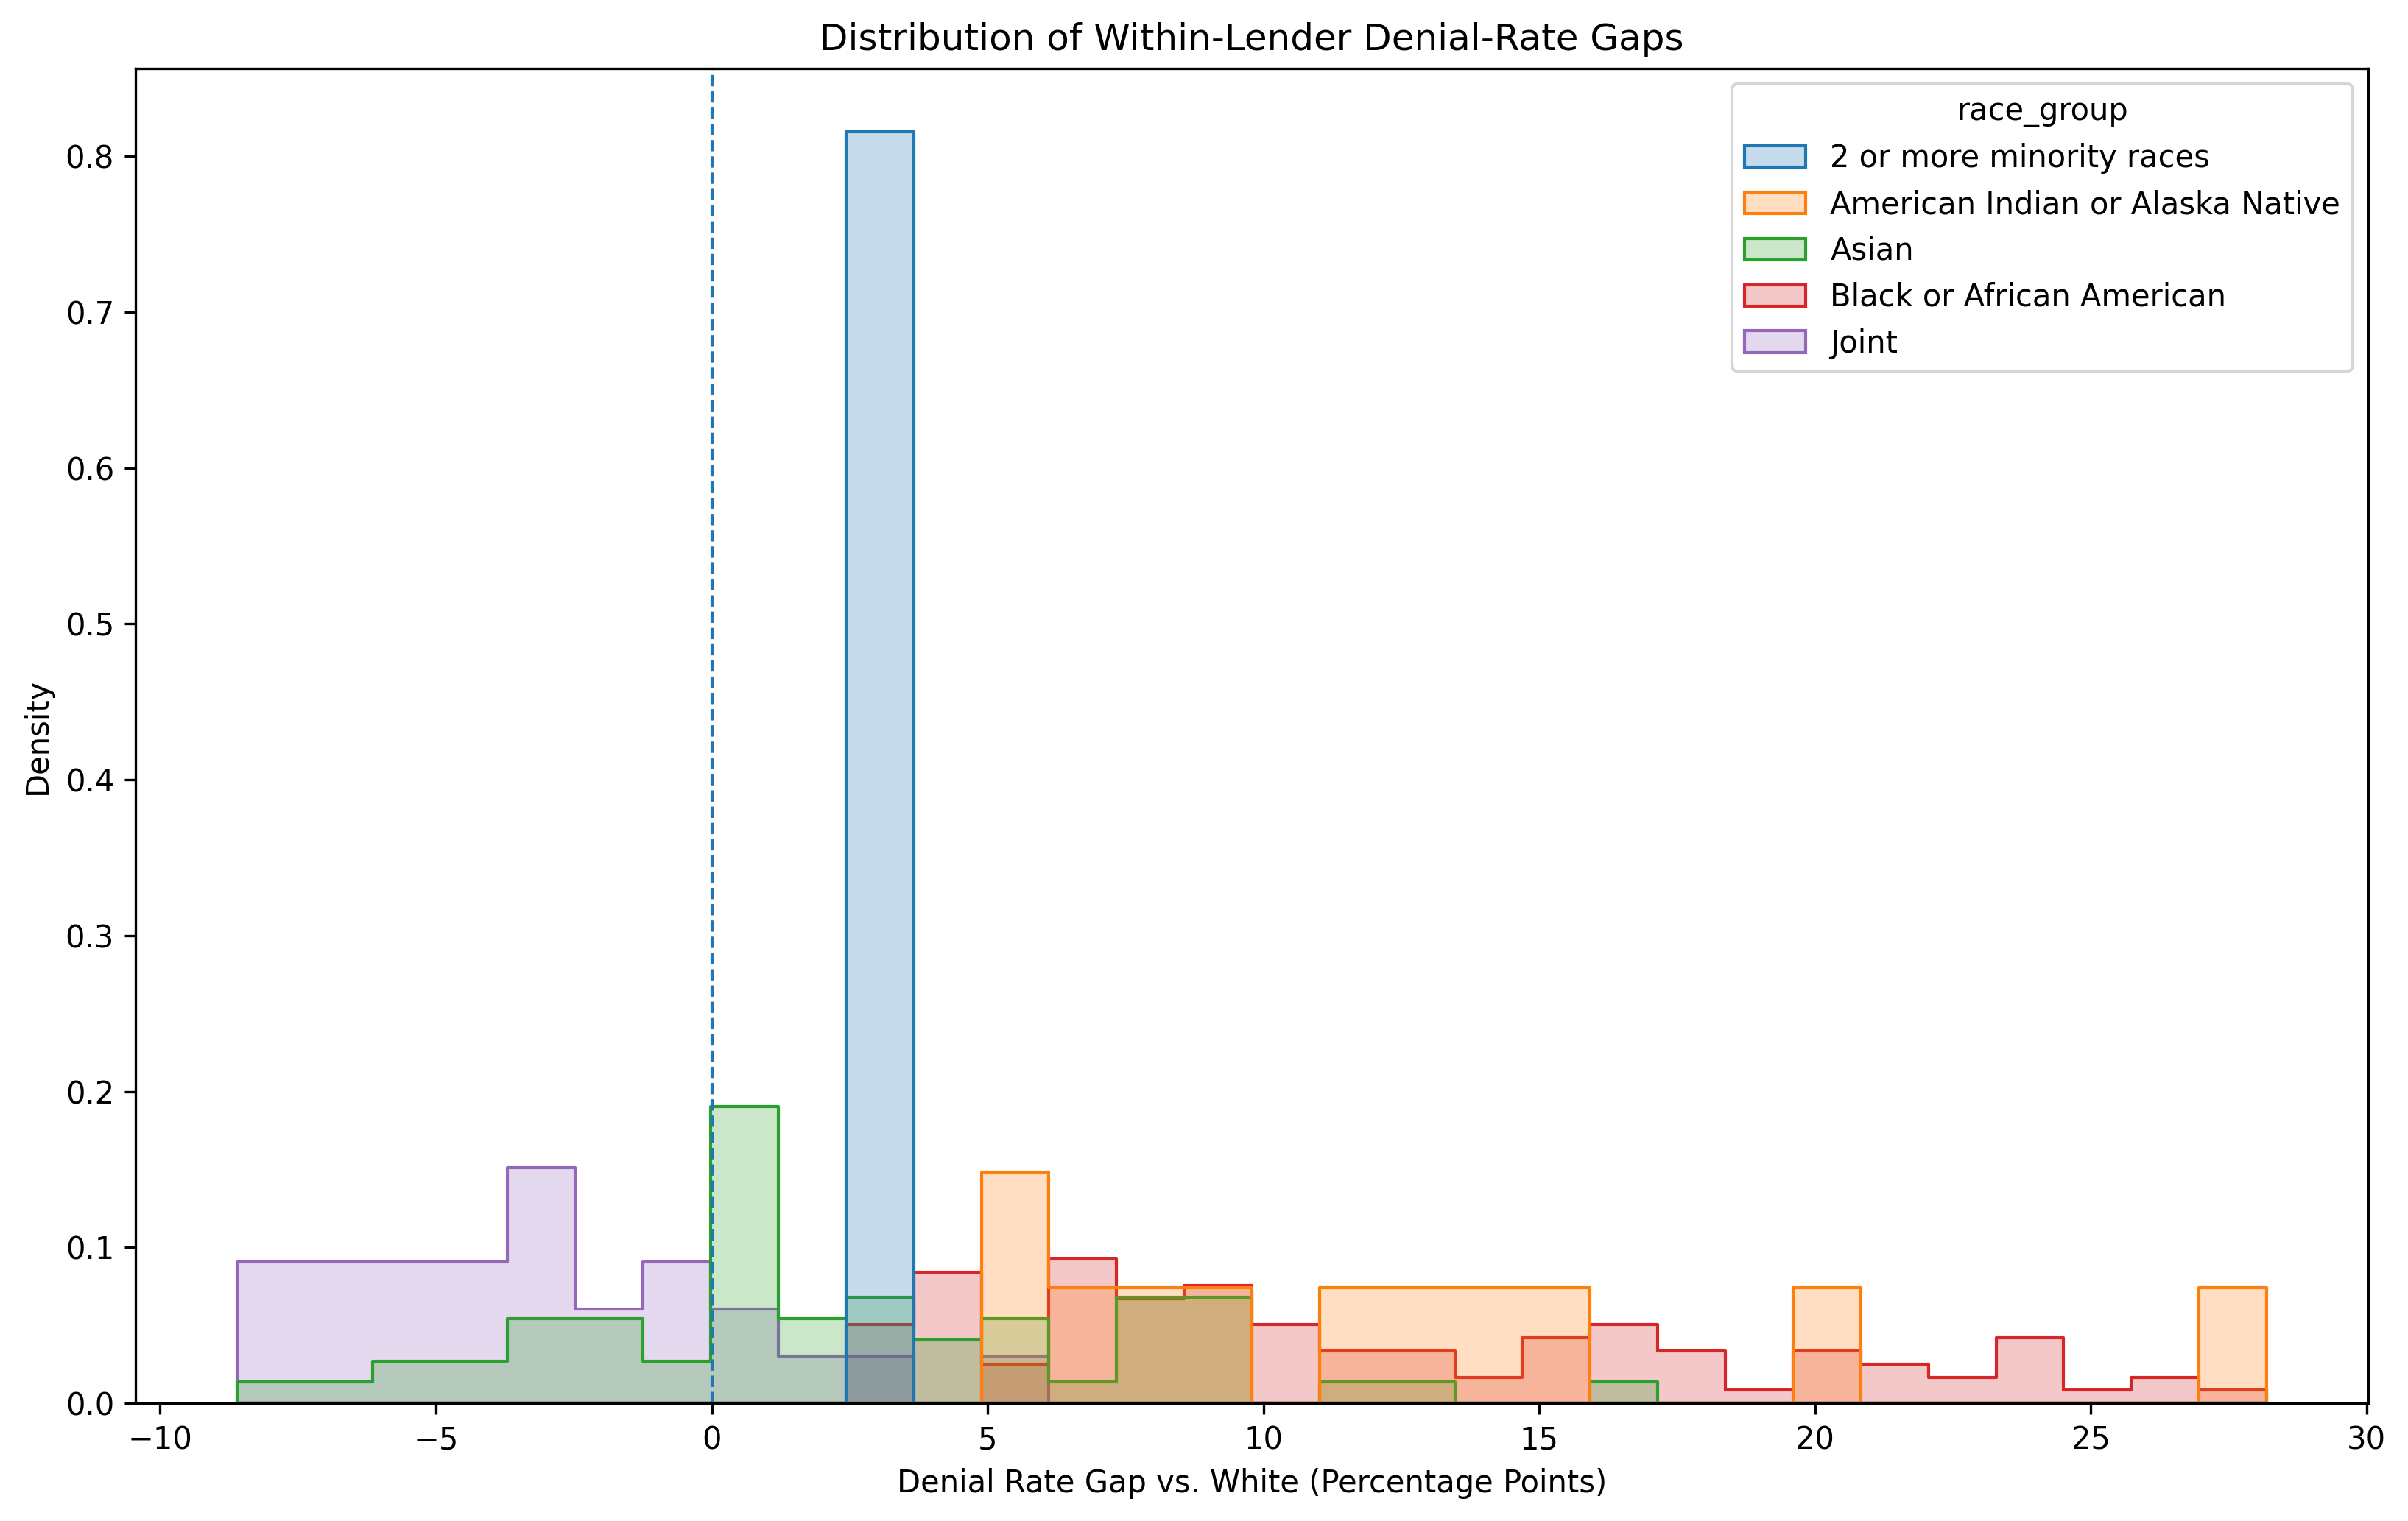 Distribution of Within-Lender Denial-Rate Gaps
race_group
2 or more minority races
American Indian or Alaska Native
Asian
Black or African American
Joint
Density
0.8
0.7
0.6
0.5
0.4
0.3
0.2
0.1
0.0
−10 −5 0 5 10 15 20 25 30
Denial Rate Gap vs. White (Percentage Points)